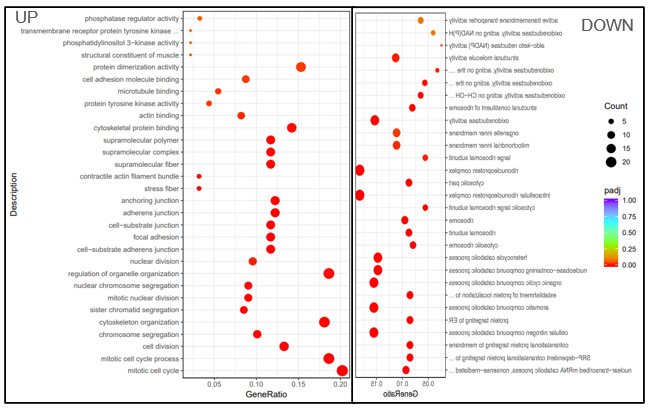 UP
DOWN
Description
phosphatase regulator activity
transmembrane receptor protein tyrosine kinase ...
phosphatidylinositol 3-kinase activity
structural constituent of muscle
protein dimerization activity
cell adhesion molecule binding
microtubule binding
protein tyrosine kinase activity
actin binding
cytoskeletal protein binding
supramolecular polymer
supramolecular complex
supramolecular fiber
contractile actin filament bundle
stress fiber
anchoring junction
adherens junction
cell-substrate junction
focal adhesion
cell-substrate adherens junction
nuclear division
regulation of organelle organization
nuclear chromosome segregation
mitotic nuclear division
sister chromatid segregation
cytoskeleton organization
chromosome segregation
cell division
mitotic cell cycle process
mitotic cell cycle
0.05 0.10 0.15 0.20
GeneRatio
active transmembrane transporter activity
oxidoreductase activity, acting on NAD(P)H
aldo-keto reductase (NADP) activity
structural molecule activity
oxidoreductase activity, acting on the ...
oxidoreductase activity, acting on the ...
oxidoreductase activity, acting on CH-OH ...
structural constituent of ribosome
oxidoreductase activity
organelle inner membrane
mitochondrial inner membrane
large ribosomal subunit
ribonucleoprotein complex
cytosolic part
intracellular ribonucleoprotein complex
cytosolic large ribosomal subunit
ribosome
ribosomal subunit
cytosolic ribosome
heterocycle catabolic process
nucleobase-containing compound catabolic process
organic cyclic compound catabolic process
establishment of protein localization to ...
aromatic compound catabolic process
protein targeting to ER
cellular nitrogen compound catabolic process
cotranslational protein targeting to membrane
SRP-dependent cotranslational protein targeting to ...
nuclear-transcribed mRNA catabolic process, nonsense-mediated ...
0.15 0.10 0.05
GeneRatio
Count
5
10
15
20
padj
1.00
0.75
0.50
0.25
0.00